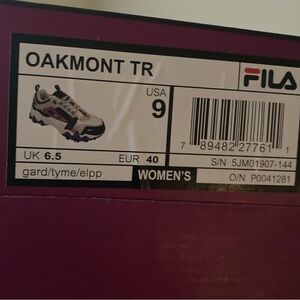 OAKMONT TR
FILA
USA
9
7 89482 27761 1
UK 6.5
EUR 40
S/N 5JM01907-144
gard/tyme/elpp
WOMEN'S
O/N P0041281